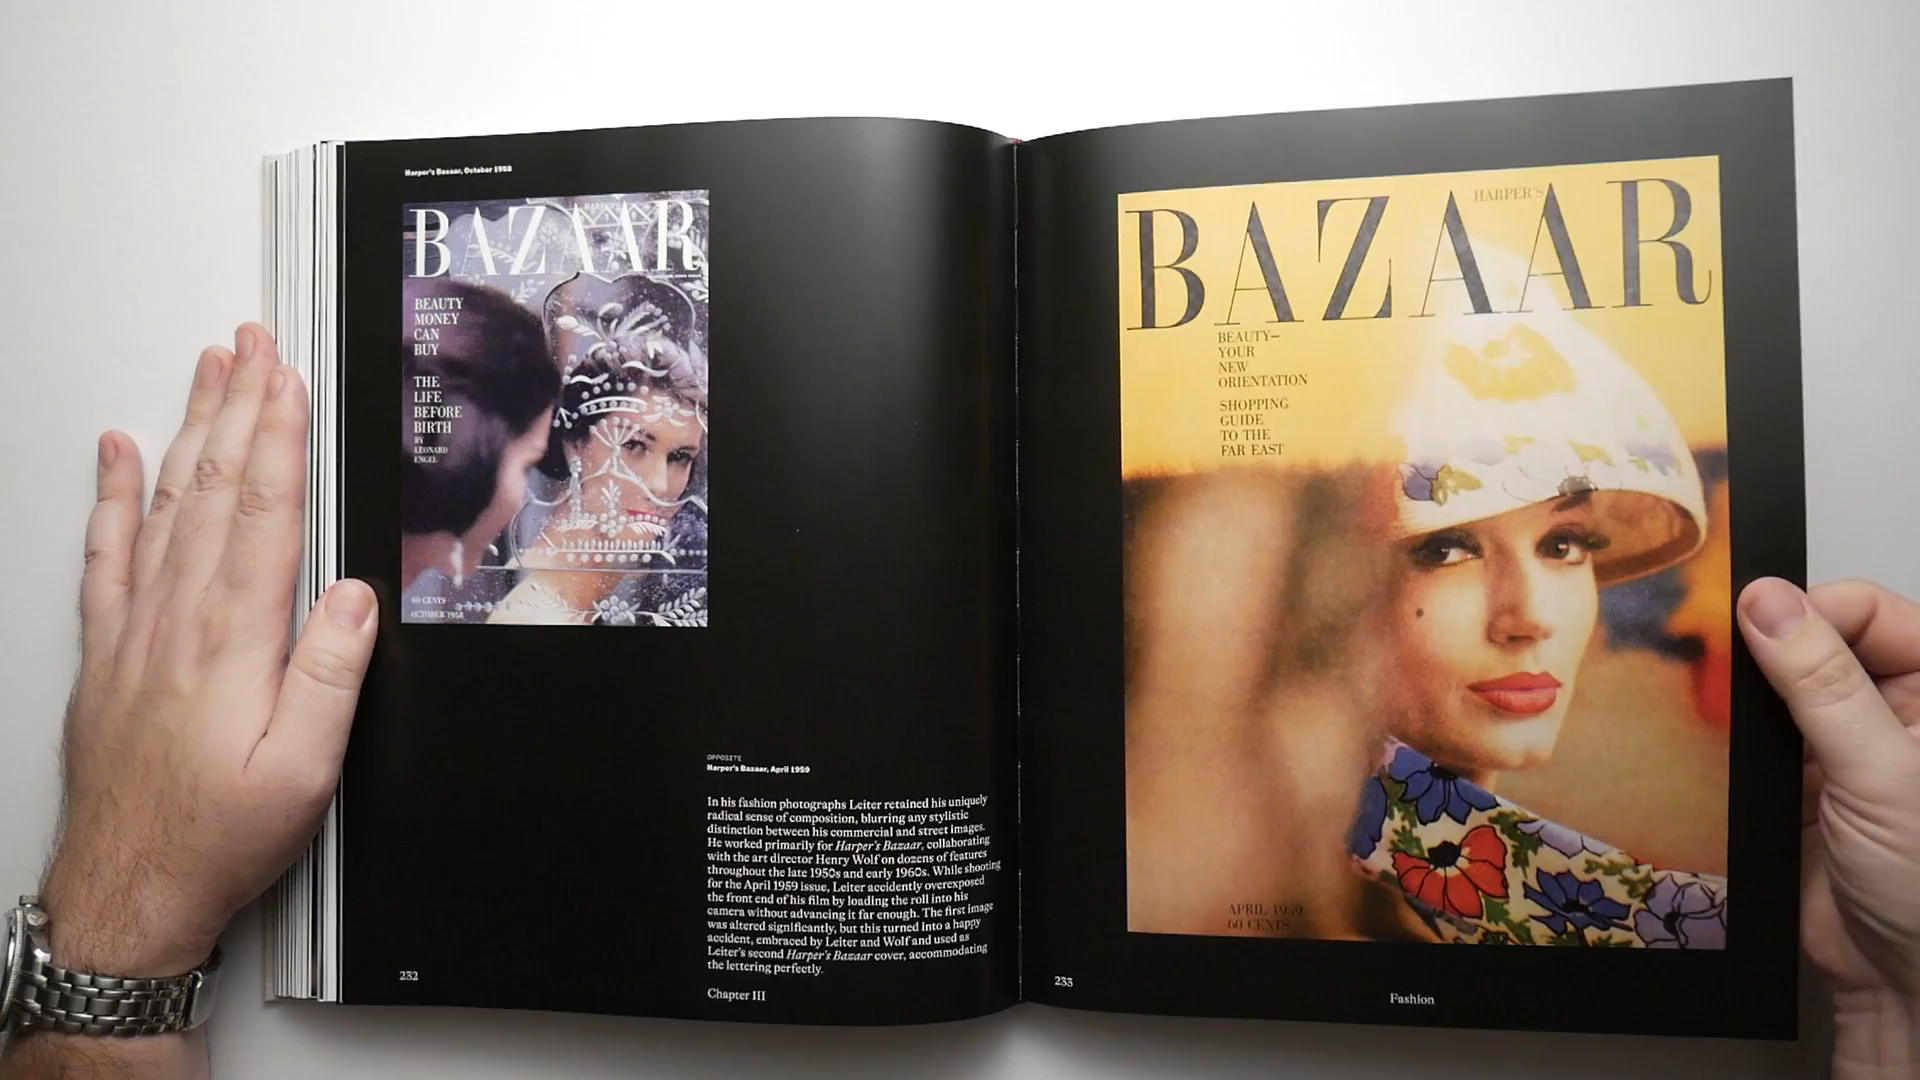 Harper's Bazaar, October 1958
HARPER'S
BAZAAR
BEAUTY
MONEY
CAN
BUY
THE
LIFE
BEFORE
BIRTH
BY
LEONARD
ENGEL
60 CENTS
OCTOBER 1958
OPPOSITE
Harper's Bazaar, April 1959
In his fashion photographs Leiter retained his uniquely
radical sense of composition, blurring any stylistic
distinction between his commercial and street images.
He worked primarily for Harper's Bazaar, collaborating
with the art director Henry Wolf on dozens of features
throughout the late 1950s and early 1960s. While shooting
for the April 1959 issue, Leiter accidently overexposed
the front end of his film by loading the roll into his
camera without advancing it far enough. The first image
was altered significantly, but this turned into a happy
accident, embraced by Leiter and Wolf and used as
Leiter's second Harper's Bazaar cover, accommodating
the lettering perfectly.
232
Chapter III
HARPER'S
BAZAAR
BEAUTY—
YOUR
NEW
ORIENTATION
SHOPPING
GUIDE
TO THE
FAR EAST
APRIL 1959
60 CENTS
233
Fashion